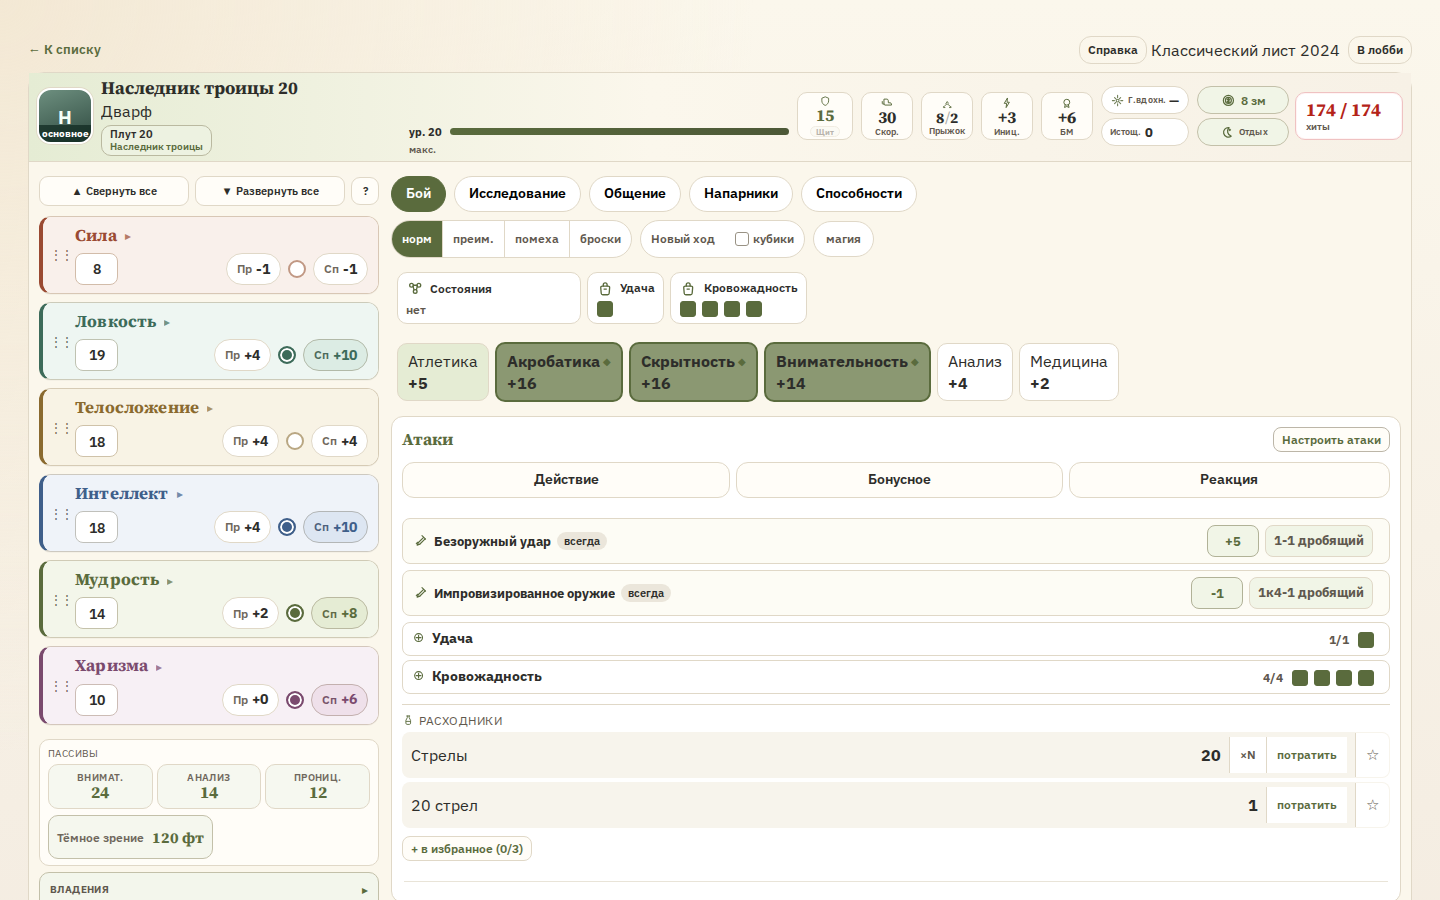 ← К списку
Справка Классический лист 2024 В лобби
Наследник троицы 20
Дварф
Н
основное
Плут 20
Наследник троицы
ур. 20
макс.
15
Щит
30
Скор.
8/2
Прыжок
+3
Иниц.
+6
БМ
Г.вдохн. —
Истощ. 0
8 зм
Отдых
174 / 174
хиты
▲ Свернуть все
▼ Развернуть все
?
Сила ▸
8
Пр -1
Сп -1
Ловкость ▸
19
Пр +4
Сп +10
Телосложение ▸
18
Пр +4
Сп +4
Интеллект ▸
18
Пр +4
Сп +10
Мудрость ▸
14
Пр +2
Сп +8
Харизма ▸
10
Пр +0
Сп +6
ПАССИВЫ
ВНИМАТ.
24
АНАЛИЗ
14
ПРОНИЦ.
12
Тёмное зрение 120 фт
ВЛАДЕНИЯ ▸
Бой
Исследование
Общение
Напарники
Способности
норм
преим.
помеха
броски
Новый ход
кубики
магия
Состояния
нет
Удача
Кровожадность
Атлетика
+5
Акробатика ◆
+16
Скрытность ◆
+16
Внимательность ◆
+14
Анализ
+4
Медицина
+2
Атаки
Настроить атаки
Действие
Бонусное
Реакция
Безоружный удар всегда +5 1-1 дробящий
Импровизированное оружие всегда -1 1к4-1 дробящий
Удача 1/1
Кровожадность 4/4
РАСХОДНИКИ
Стрелы 20 ×N потратить ☆
20 стрел 1 потратить ☆
+ в избранное (0/3)